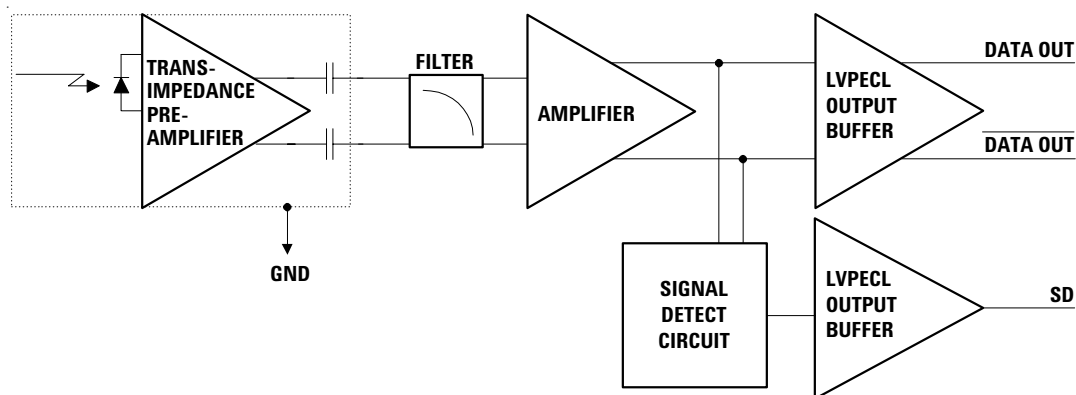 TRANS-
IMPEDANCE
PRE-
AMPLIFIER
FILTER
AMPLIFIER
LVPECL
OUTPUT
BUFFER
DATA OUT
DATA OUT
GND
SIGNAL
DETECT
CIRCUIT
LVPECL
OUTPUT
BUFFER
SD